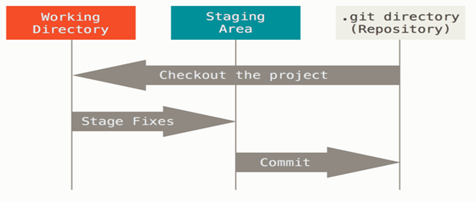 Working
Directory
Staging
Area
.git directory
(Repository)
Checkout the project
Stage Fixes
Commit